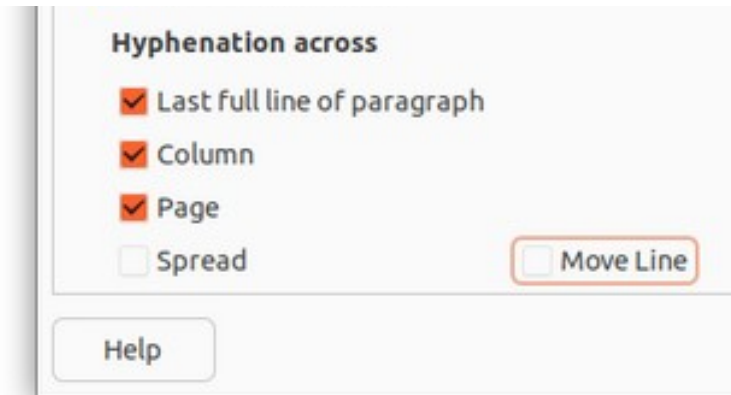 Hyphenation across
Last full line of paragraph
Column
Page
Spread Move Line
Help